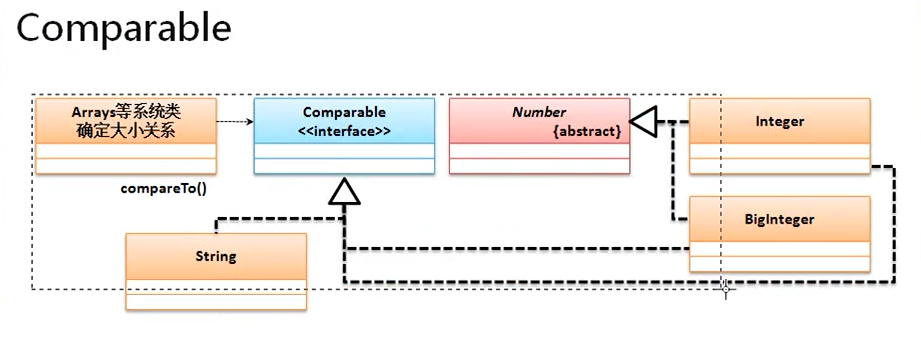 Comparable
Arrays等系统类
确定大小关系
Comparable
<<interface>>
Number
{abstract}
Integer
compareTo()
BigInteger
String